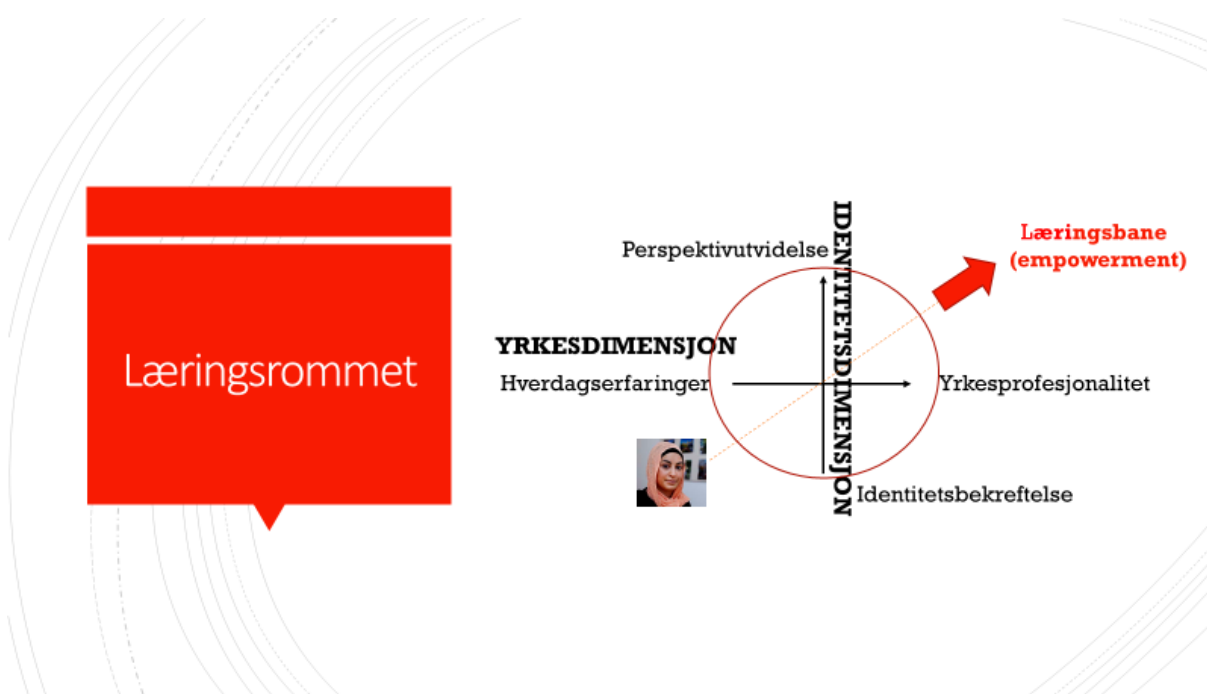 Læringsrommet
IDENTITETSDIMENSJON
Perspektivutvidelse
Læringsbane
(empowerment)
YRKESDIMENSJON
Hverdagserfaringer
Yrkesprofesjonalitet
Identitetsbekreftelse